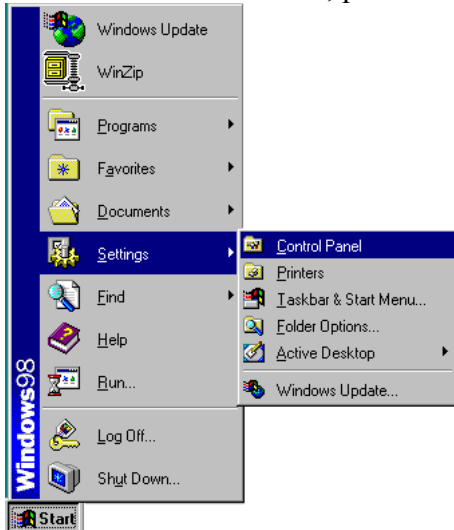 Windows Update
WinZip
Programs
Favorites
Documents
Settings
Find
Help
Run...
Log Off...
Shut Down...
Control Panel
Printers
Taskbar & Start Menu...
Folder Options...
Active Desktop
Windows Update...
Windows98
Start